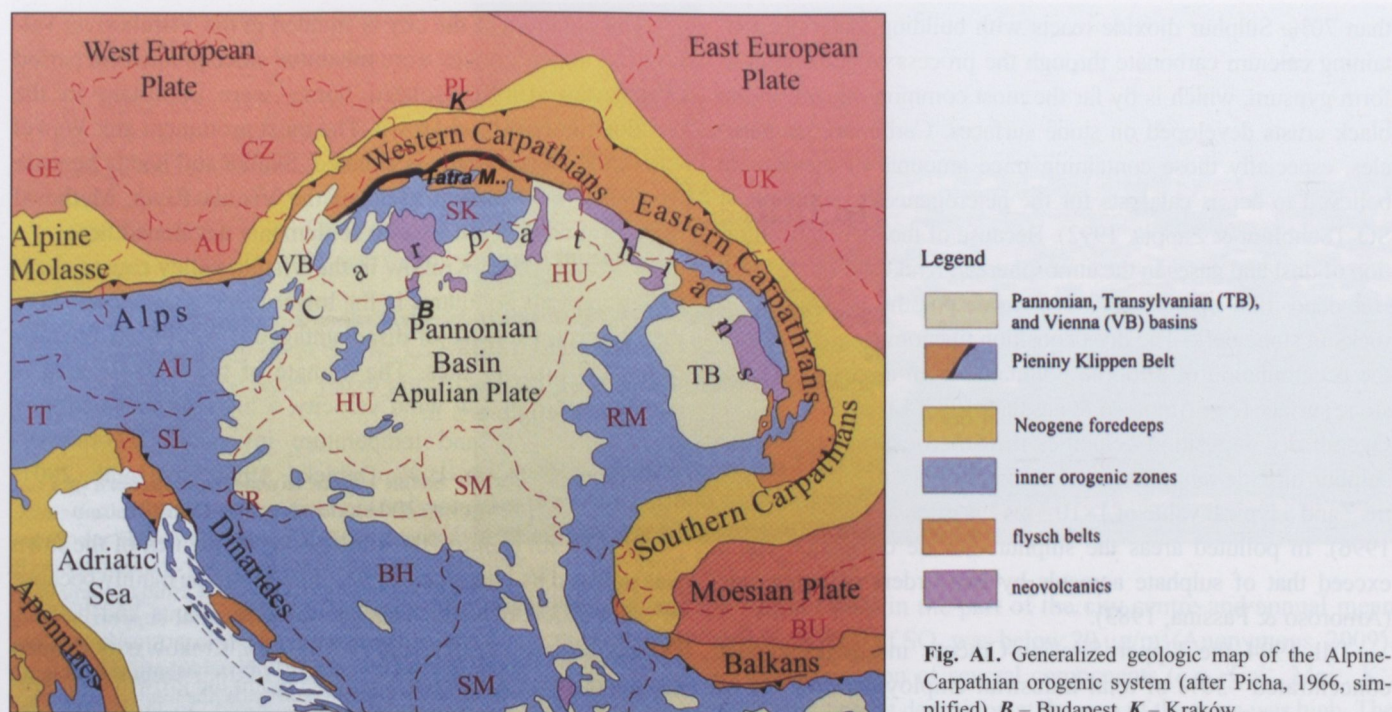 West European
Plate
East European
Plate
PL
K
CZ
GE
UK
Western Carpathians
Tatra M..
SK
Eastern Carpathians
AU
Alpine
Molasse
VB
Carpathians
HU
Alps
B
Pannonian
Basin
Apulian Plate
AU
HU
TB
RM
IT
SL
CR
SM
Southern Carpathians
Adriatic
Sea
Dinarides
BH
Moesian Plate
BU
Balkans
Apennines
SM
Legend
Pannonian, Transylvanian (TB),
and Vienna (VB) basins
Pieniny Klippen Belt
Neogene foredeeps
inner orogenic zones
flysch belts
neovolcanics
Fig. A1. Generalized geologic map of the Alpine-
Carpathian orogenic system (after Picha, 1966, sim-
plified). B – Budapest, K – Kraków